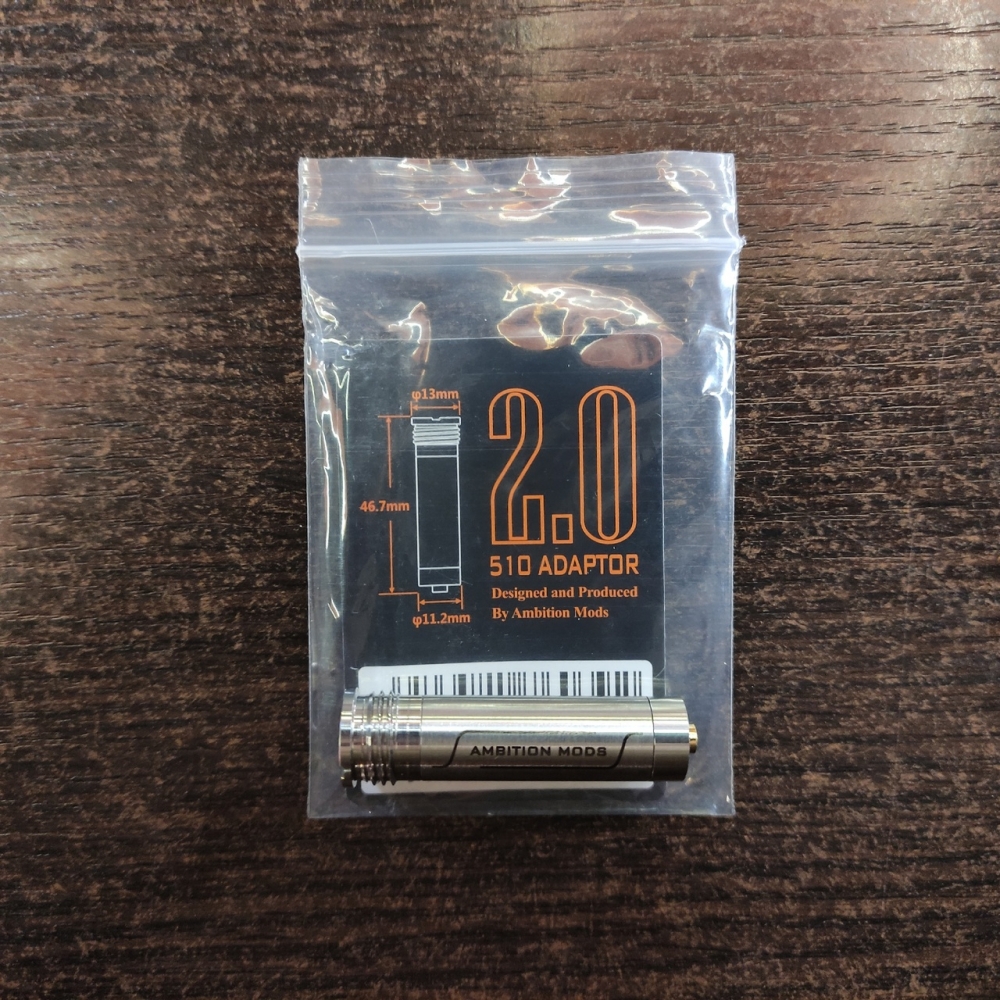 φ13mm
2.0
46.7mm
510 ADAPTOR
Designed and Produced
By Ambition Mods
φ11.2mm
AMBITION MODS